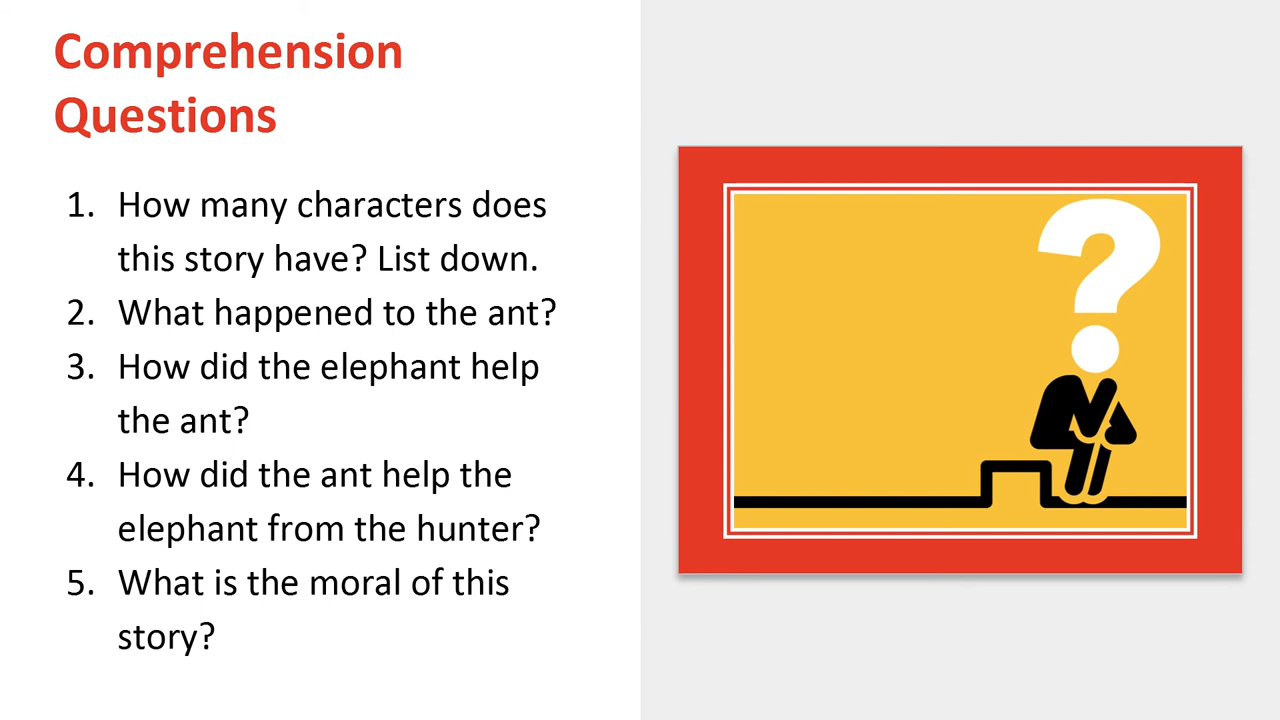 Comprehension
Questions
1. How many characters does
this story have? List down.
2. What happened to the ant?
3. How did the elephant help
the ant?
4. How did the ant help the
elephant from the hunter?
5. What is the moral of this
story?
?